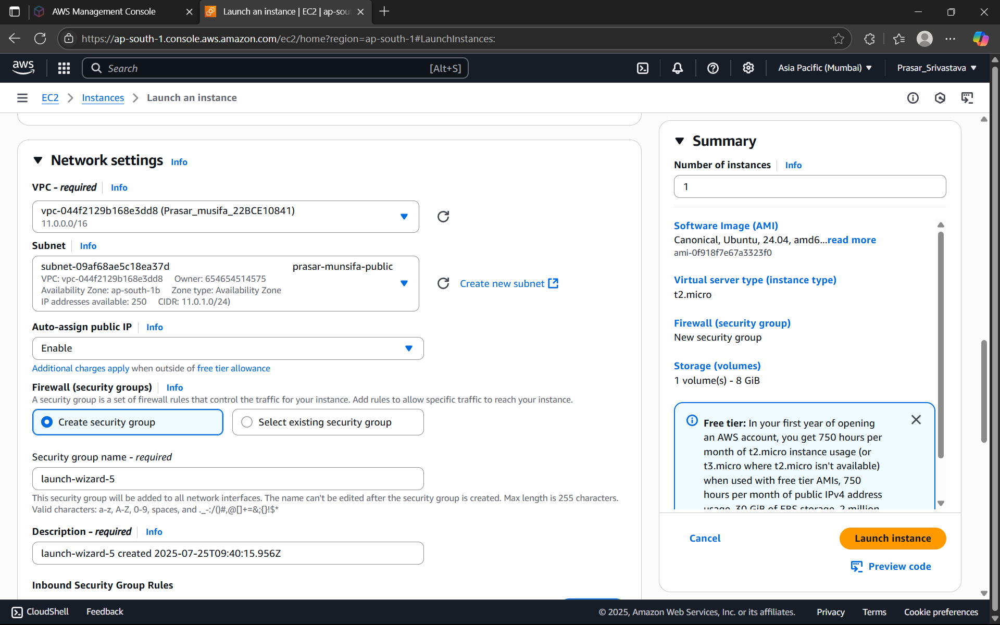 AWS Management Console
Launch an instance | EC2 | ap-sou
https://ap-south-1.console.aws.amazon.com/ec2/home?region=ap-south-1#LaunchInstances:
aws
Search [Alt+S]
Asia Pacific (Mumbai)
Prasar_Srivastava
EC2 > Instances > Launch an instance
Network settings Info
VPC - required Info
vpc-044f2129b168e3dd8 (Prasar_musifa_22BCE10841)
11.0.0.0/16
Subnet Info
subnet-09af68ae5c18ea37d prasar-munsifa-public
VPC: vpc-044f2129b168e3dd8 Owner: 654654514575
Availability Zone: ap-south-1b Zone type: Availability Zone
IP addresses available: 250 CIDR: 11.0.1.0/24)
Create new subnet
Auto-assign public IP Info
Enable
Additional charges apply when outside of free tier allowance
Firewall (security groups) Info
A security group is a set of firewall rules that control the traffic for your instance. Add rules to allow specific traffic to reach your instance.
Create security group
Select existing security group
Security group name - required
launch-wizard-5
This security group will be added to all network interfaces. The name can't be edited after the security group is created. Max length is 255 characters.
Valid characters: a-z, A-Z, 0-9, spaces, and ._-:/()#,@[]+=&;{}!$*
Description - required Info
launch-wizard-5 created 2025-07-25T09:40:15.956Z
Inbound Security Group Rules
Summary
Number of instances Info
1
Software Image (AMI)
Canonical, Ubuntu, 24.04, amd6...read more
ami-0f918f7e67a3323f0
Virtual server type (instance type)
t2.micro
Firewall (security group)
New security group
Storage (volumes)
1 volume(s) - 8 GiB
Free tier: In your first year of opening
an AWS account, you get 750 hours per
month of t2.micro instance usage (or
t3.micro where t2.micro isn't available)
when used with free tier AMIs, 750
hours per month of public IPv4 address
usage, 30 GiB of EBS storage, 2 million
Cancel
Launch instance
Preview code
CloudShell
Feedback
© 2025, Amazon Web Services, Inc. or its affiliates.
Privacy
Terms
Cookie preferences